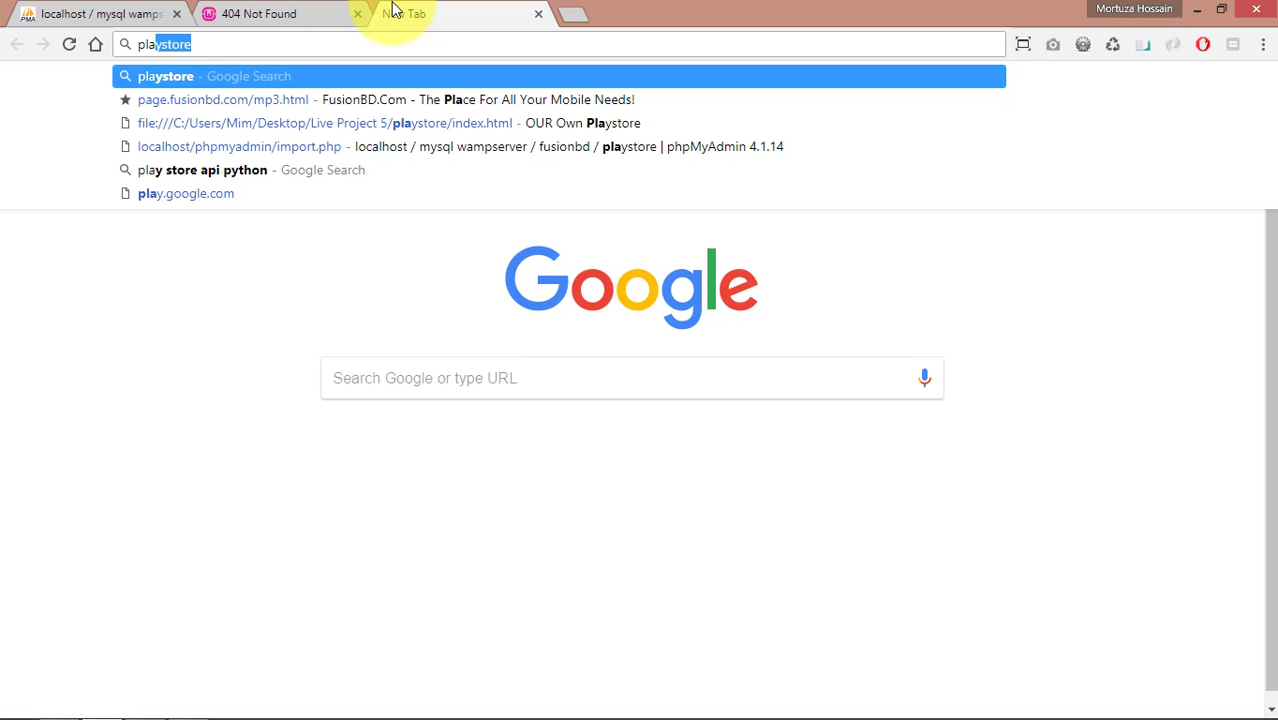 PMA localhost / mysql wamps
404 Not Found
New Tab
Mortuza Hossain
playstore
playstore - Google Search
page.fusionbd.com/mp3.html - FusionBD.Com - The Place For All Your Mobile Needs!
file:///C:/Users/Mim/Desktop/Live Project 5/playstore/index.html - OUR Own Playstore
localhost/phpmyadmin/import.php - localhost / mysql wampserver / fusionbd / playstore | phpMyAdmin 4.1.14
play store api python - Google Search
play.google.com
Google
Search Google or type URL